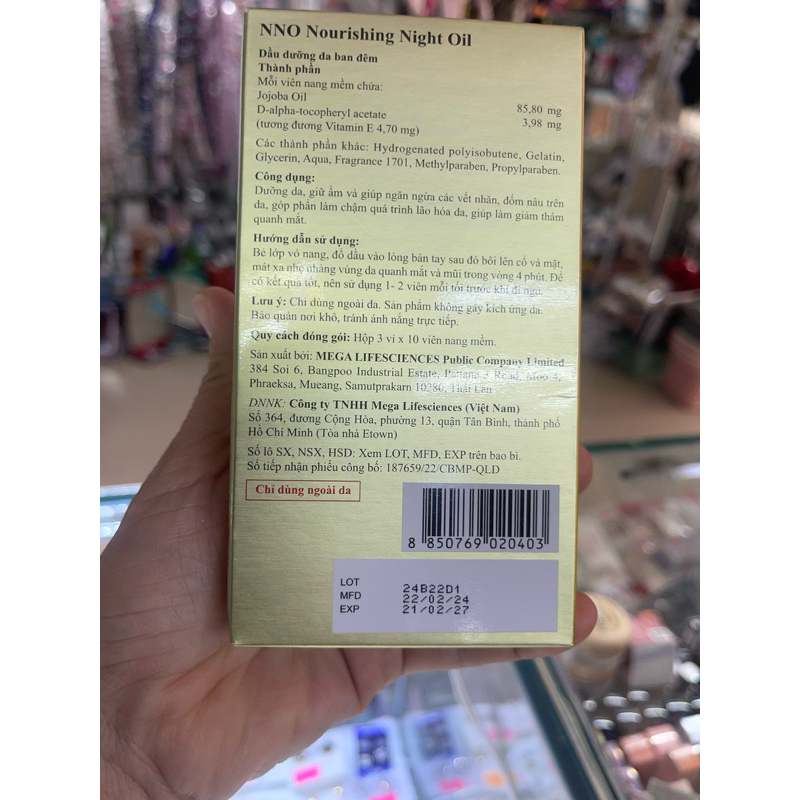 NNO Nourishing Night Oil
Dầu dưỡng da ban đêm
Thành phần
Mỗi viên nang mềm chứa:
Jojoba Oil 85,80 mg
D-alpha-tocopheryl acetate 3,98 mg
(tương đương Vitamin E 4,70 mg)
Các thành phần khác: Hydrogenated polyisobutene, Gelatin,
Glycerin, Aqua, Fragrance 1701, Methylparaben, Propylparaben.
Công dụng:
Dưỡng da, giữ ẩm và giúp ngăn ngừa các vết nhăn, đốm nâu trên
da, góp phần làm chậm quá trình lão hóa da, giúp làm giảm thâm
quanh mắt.
Hướng dẫn sử dụng:
Bẻ lớp vỏ nang, đổ dầu vào lòng bàn tay sau đó bôi lên cổ và mặt,
mát xa nhẹ nhàng vùng da quanh mắt và mũi trong vòng 4 phút. Để
có kết quả tốt, nên sử dụng 1- 2 viên mỗi tối trước khi đi ngủ.
Lưu ý: Chỉ dùng ngoài da. Sản phẩm không gây kích ứng da.
Bảo quản nơi khô, tránh ánh nắng trực tiếp.
Quy cách đóng gói: Hộp 3 vỉ x 10 viên nang mềm.
Sản xuất bởi: MEGA LIFESCIENCES Public Company Limited
384 Soi 6, Bangpoo Industrial Estate, Pattana 3 Road, Moo 4,
Phraeksa, Mueang, Samutprakarn 10280, Thái Lan
DNNK: Công ty TNHH Mega Lifesciences (Việt Nam)
Số 364, đương Cộng Hòa, phường 13, quận Tân Bình, thành phố
Hồ Chí Minh (Tòa nhà Etown)
Số lô SX, NSX, HSD: Xem LOT, MFD, EXP trên bao bì.
Số tiếp nhận phiếu công bố: 187659/22/CBMP-QLD
Chỉ dùng ngoài da
8 850769 020403
LOT 24B22D1
MFD 22/02/24
EXP 21/02/27